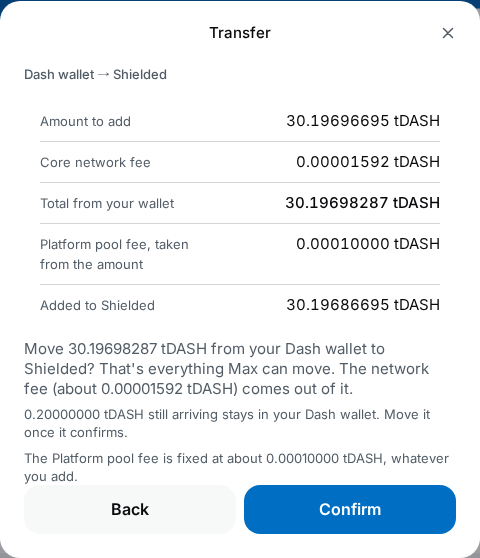 Transfer
Dash wallet → Shielded
Amount to add 30.19696695 tDASH
Core network fee 0.00001592 tDASH
Total from your wallet 30.19698287 tDASH
Platform pool fee, taken 0.00010000 tDASH
from the amount
Added to Shielded 30.19686695 tDASH
Move 30.19698287 tDASH from your Dash wallet to
Shielded? That's everything Max can move. The network
fee (about 0.00001592 tDASH) comes out of it.
0.20000000 tDASH still arriving stays in your Dash wallet. Move it
once it confirms.
The Platform pool fee is fixed at about 0.00010000 tDASH, whatever
you add.
Back Confirm